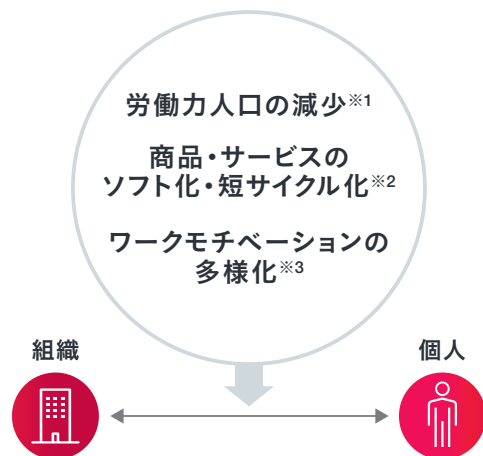 労働力人口の減少※1
商品・サービスの
ソフト化・短サイクル化※2
ワークモチベーションの
多様化※3
組織
個人